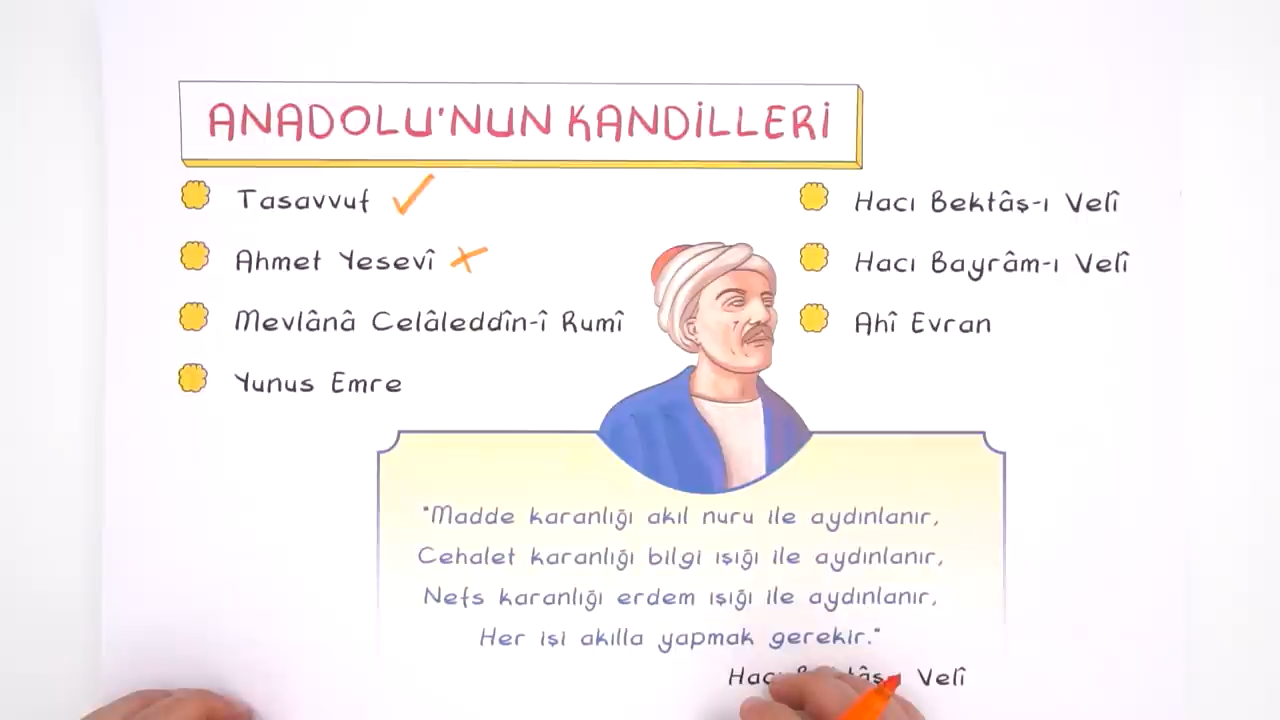 ANADOLU'NUN KANDİLLERİ
Tasavvuf
Ahmet Yesevî
Mevlânâ Celâleddîn-î Rumî
Yunus Emre
Hacı Bektâş-ı Velî
Hacı Bayrâm-ı Velî
Ahî Evran
"Madde karanlığı akıl nuru ile aydınlanır,
Cehalet karanlığı bilgi ışığı ile aydınlanır,
Nefs karanlığı erdem ışığı ile aydınlanır,
Her işi akılla yapmak gerekir."
Hacı Bektâş-ı Velî